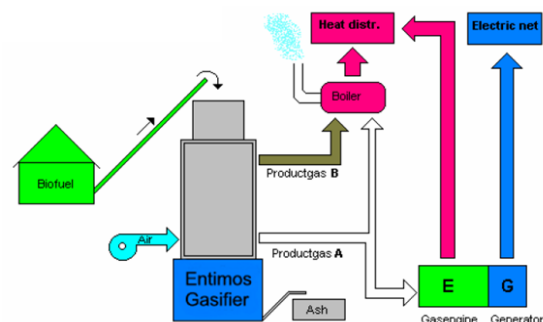 Heat distr.
Electric net
Boiler
Biofuel
Productgas B
Air
Productgas A
Entimos
Gasifier
Ash
E
G
Gasengine
Generator